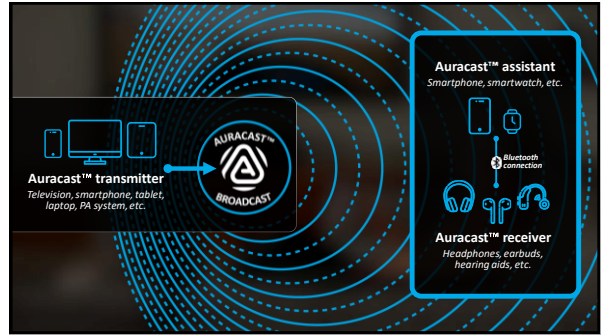 Auracast™ assistant
Smartphone, smartwatch, etc.
Bluetooth
connection
AURACAST™
BROADCAST
Auracast™ transmitter
Television, smartphone, tablet,
laptop, PA system, etc.
Auracast™ receiver
Headphones, earbuds,
hearing aids, etc.